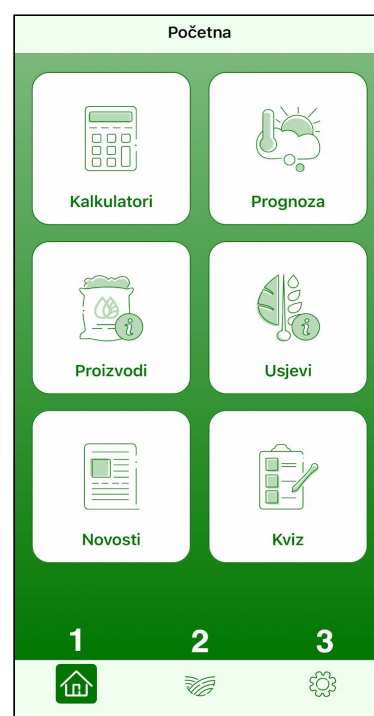 Početna
Kalkulatori
Prognoza
Proizvodi
Usjevi
Novosti
Kviz
1
2
3